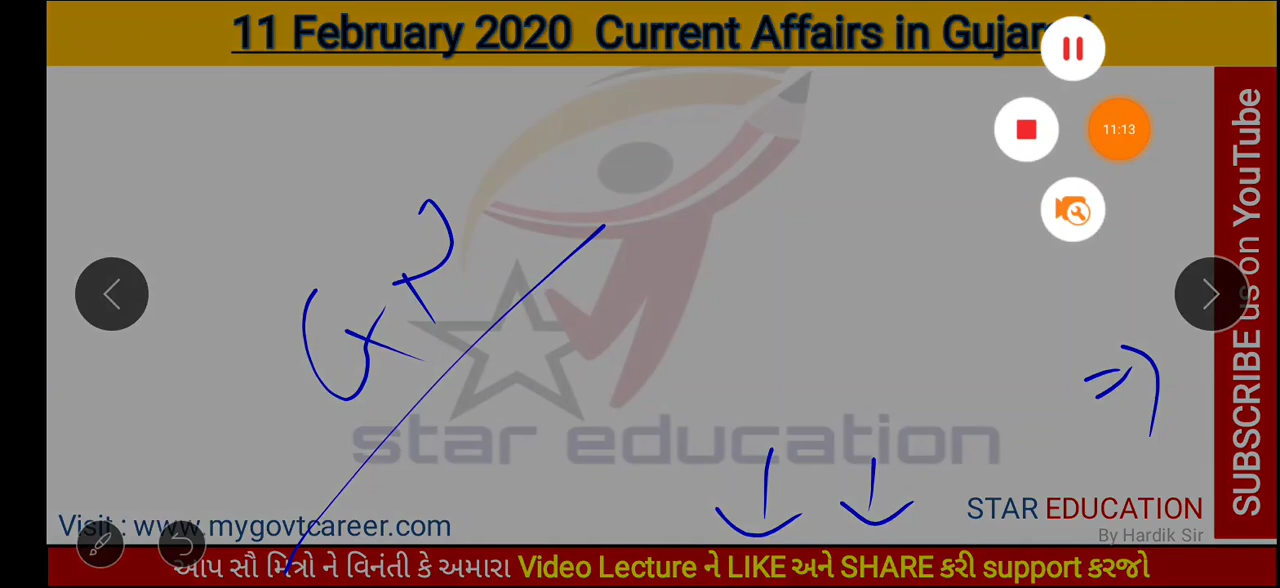 11 February 2020 Current Affairs in Gujar
11:13
SUBSCRIBE us on YouTube
star education
Visit : www.mygovtcareer.com
STAR EDUCATION
By Hardik Sir
આપ સૌ મિત્રો ને વિનંતી કે અમારા Video Lecture ને LIKE અને SHARE કરી support કરજો